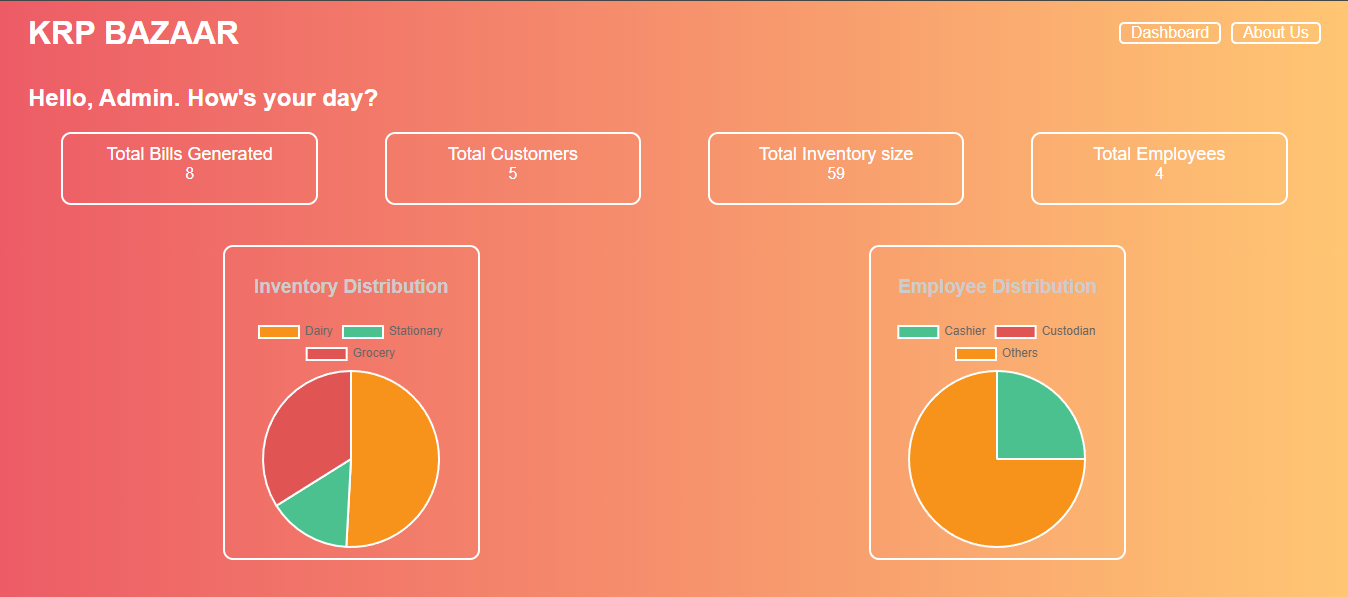 KRP BAZAAR
Dashboard About Us
Hello, Admin. How's your day?
Total Bills Generated
8
Total Customers
5
Total Inventory size
59
Total Employees
4
Inventory Distribution
Dairy Stationary
Grocery
Employee Distribution
Cashier Custodian
Others